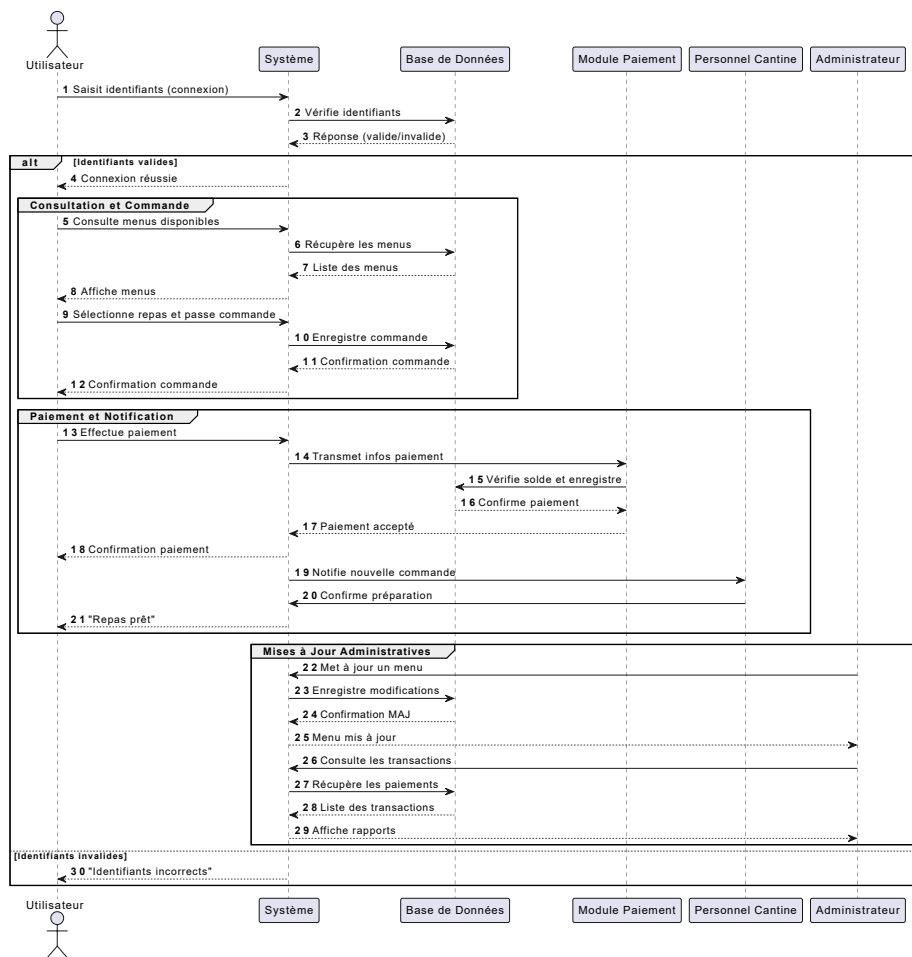 Utilisateur
Système
Base de Données
Module Paiement
Personnel Cantine
Administrateur
1 Saisit identifiants (connexion)
2 Vérifie identifiants
3 Réponse (valide/invalide)
alt [Identifiants valides]
4 Connexion réussie
Consultation et Commande
5 Consulte menus disponibles
6 Récupère les menus
7 Liste des menus
8 Affiche menus
9 Sélectionne repas et passe commande
10 Enregistre commande
11 Confirmation commande
12 Confirmation commande
Paiement et Notification
13 Effectue paiement
14 Transmet infos paiement
15 Vérifie solde et enregistre
16 Confirme paiement
17 Paiement accepté
18 Confirmation paiement
19 Notifie nouvelle commande
20 Confirme préparation
21 "Repas prêt"
Mises à Jour Administratives
22 Met à jour un menu
23 Enregistre modifications
24 Confirmation MAJ
25 Menu mis à jour
26 Consulte les transactions
27 Récupère les paiements
28 Liste des transactions
29 Affiche rapports
[Identifiants invalides]
30 "Identifiants incorrects"
Utilisateur
Système
Base de Données
Module Paiement
Personnel Cantine
Administrateur